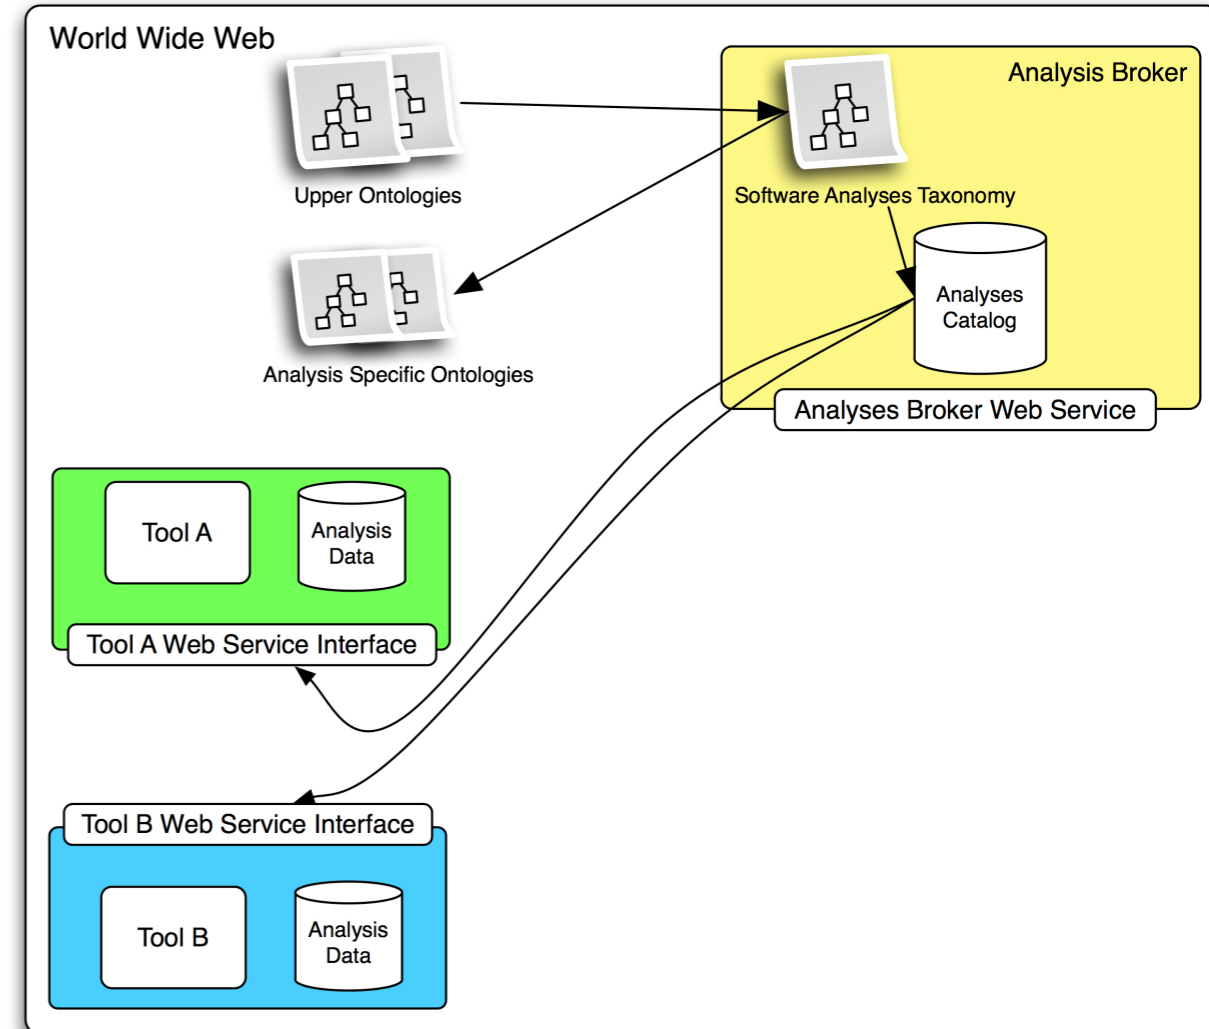 World Wide Web
Analysis Broker
Upper Ontologies
Software Analyses Taxonomy
Analyses
Catalog
Analysis Specific Ontologies
Analyses Broker Web Service
Tool A
Analysis
Data
Tool A Web Service Interface
Tool B Web Service Interface
Tool B
Analysis
Data